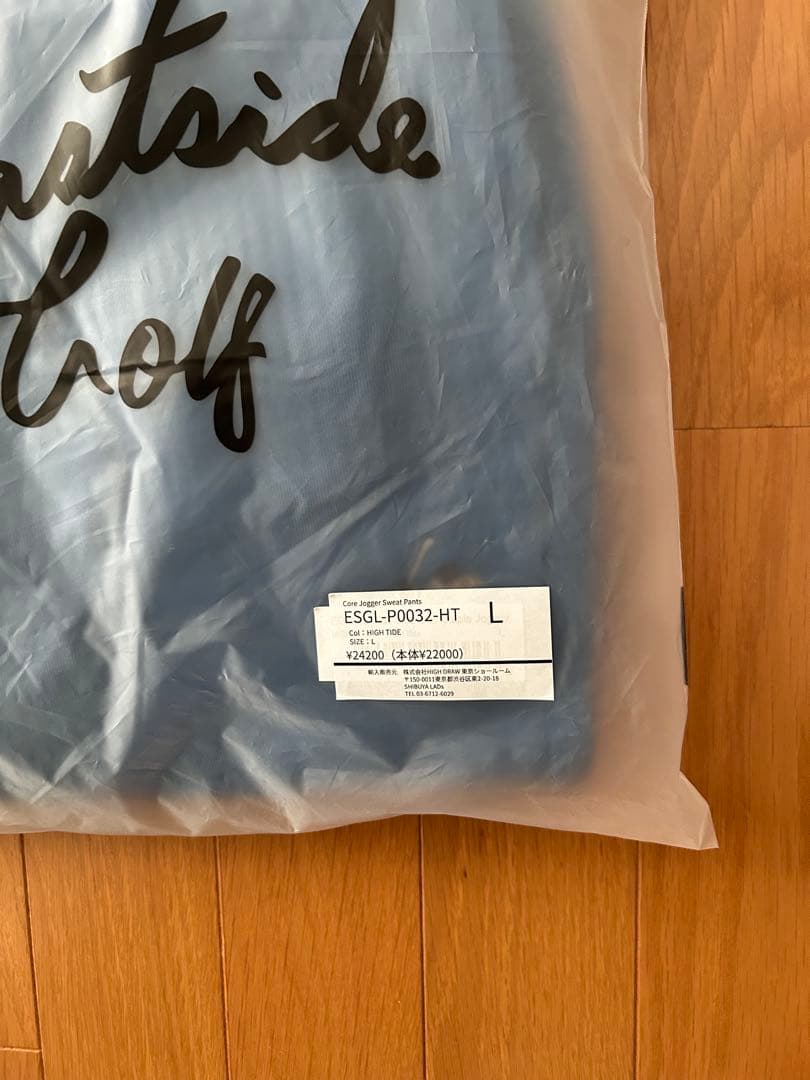 astside
Golf
Core Jogger Sweat Pants
ESGL-P0032-HT L
Col：HIGH TIDE
SIZE：L
¥24200（本体¥22000）
輸入販売元 株式会社HIGH DRAW 東京ショールーム
〒150-0011東京都渋谷区東2-20-18
SHIBUYA LADs
TEL 03-6712-6029